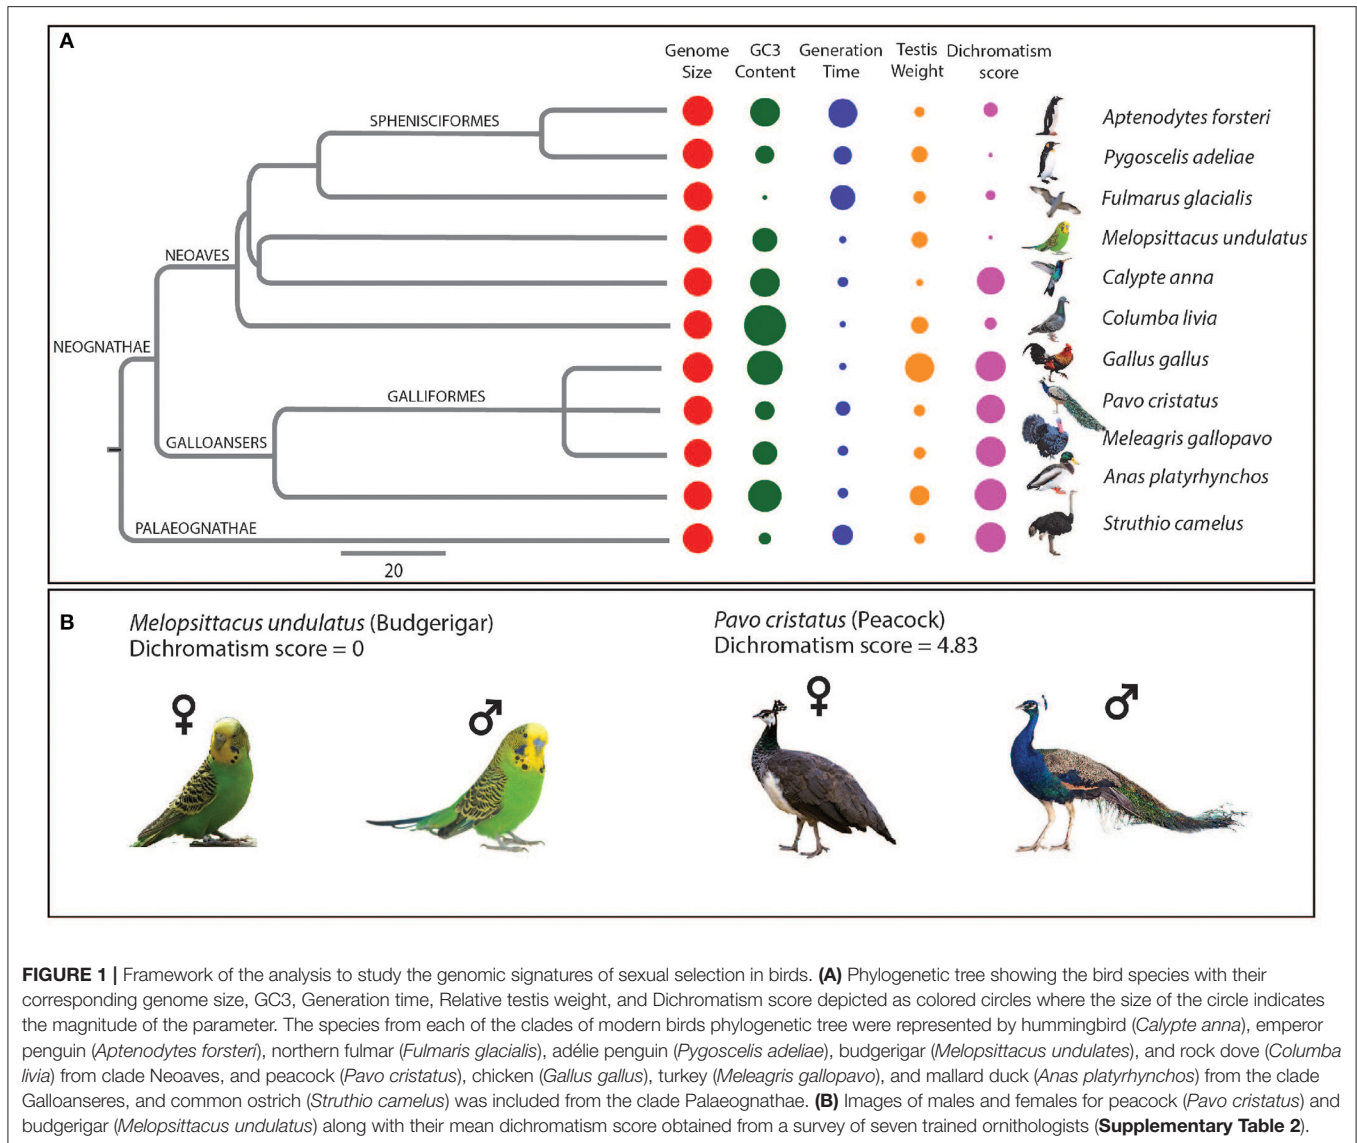 A
Genome Size
GC3 Content
Generation Time
Testis Weight
Dichromatism score
SPHENISCIFORMES
Aptenodytes forsteri
Pygoscelis adeliae
Fulmarus glacialis
Melopsittacus undulatus
NEOAVES
Calypte anna
Columba livia
NEOGNATHAE
Gallus gallus
GALLIFORMES
Pavo cristatus
Meleagris gallopavo
GALLOANSERS
Anas platyrhynchos
Struthio camelus
PALAEOGNATHAE
20
B
Melopsittacus undulatus (Budgerigar)
Dichromatism score = 0
♀
♂
Pavo cristatus (Peacock)
Dichromatism score = 4.83
♀
♂
FIGURE 1 | Framework of the analysis to study the genomic signatures of sexual selection in birds. (A) Phylogenetic tree showing the bird species with their
corresponding genome size, GC3, Generation time, Relative testis weight, and Dichromatism score depicted as colored circles where the size of the circle indicates
the magnitude of the parameter. The species from each of the clades of modern birds phylogenetic tree were represented by hummingbird (Calypte anna), emperor
penguin (Aptenodytes forsteri), northern fulmar (Fulmaris glacialis), adélie penguin (Pygoscelis adeliae), budgerigar (Melopsittacus undulates), and rock dove (Columba
livia) from clade Neoaves, and peacock (Pavo cristatus), chicken (Gallus gallus), turkey (Meleagris gallopavo), and mallard duck (Anas platyrhynchos) from the clade
Galloanseres, and common ostrich (Struthio camelus) was included from the clade Palaeognathae. (B) Images of males and females for peacock (Pavo cristatus) and
budgerigar (Melopsittacus undulatus) along with their mean dichromatism score obtained from a survey of seven trained ornithologists (Supplementary Table 2).